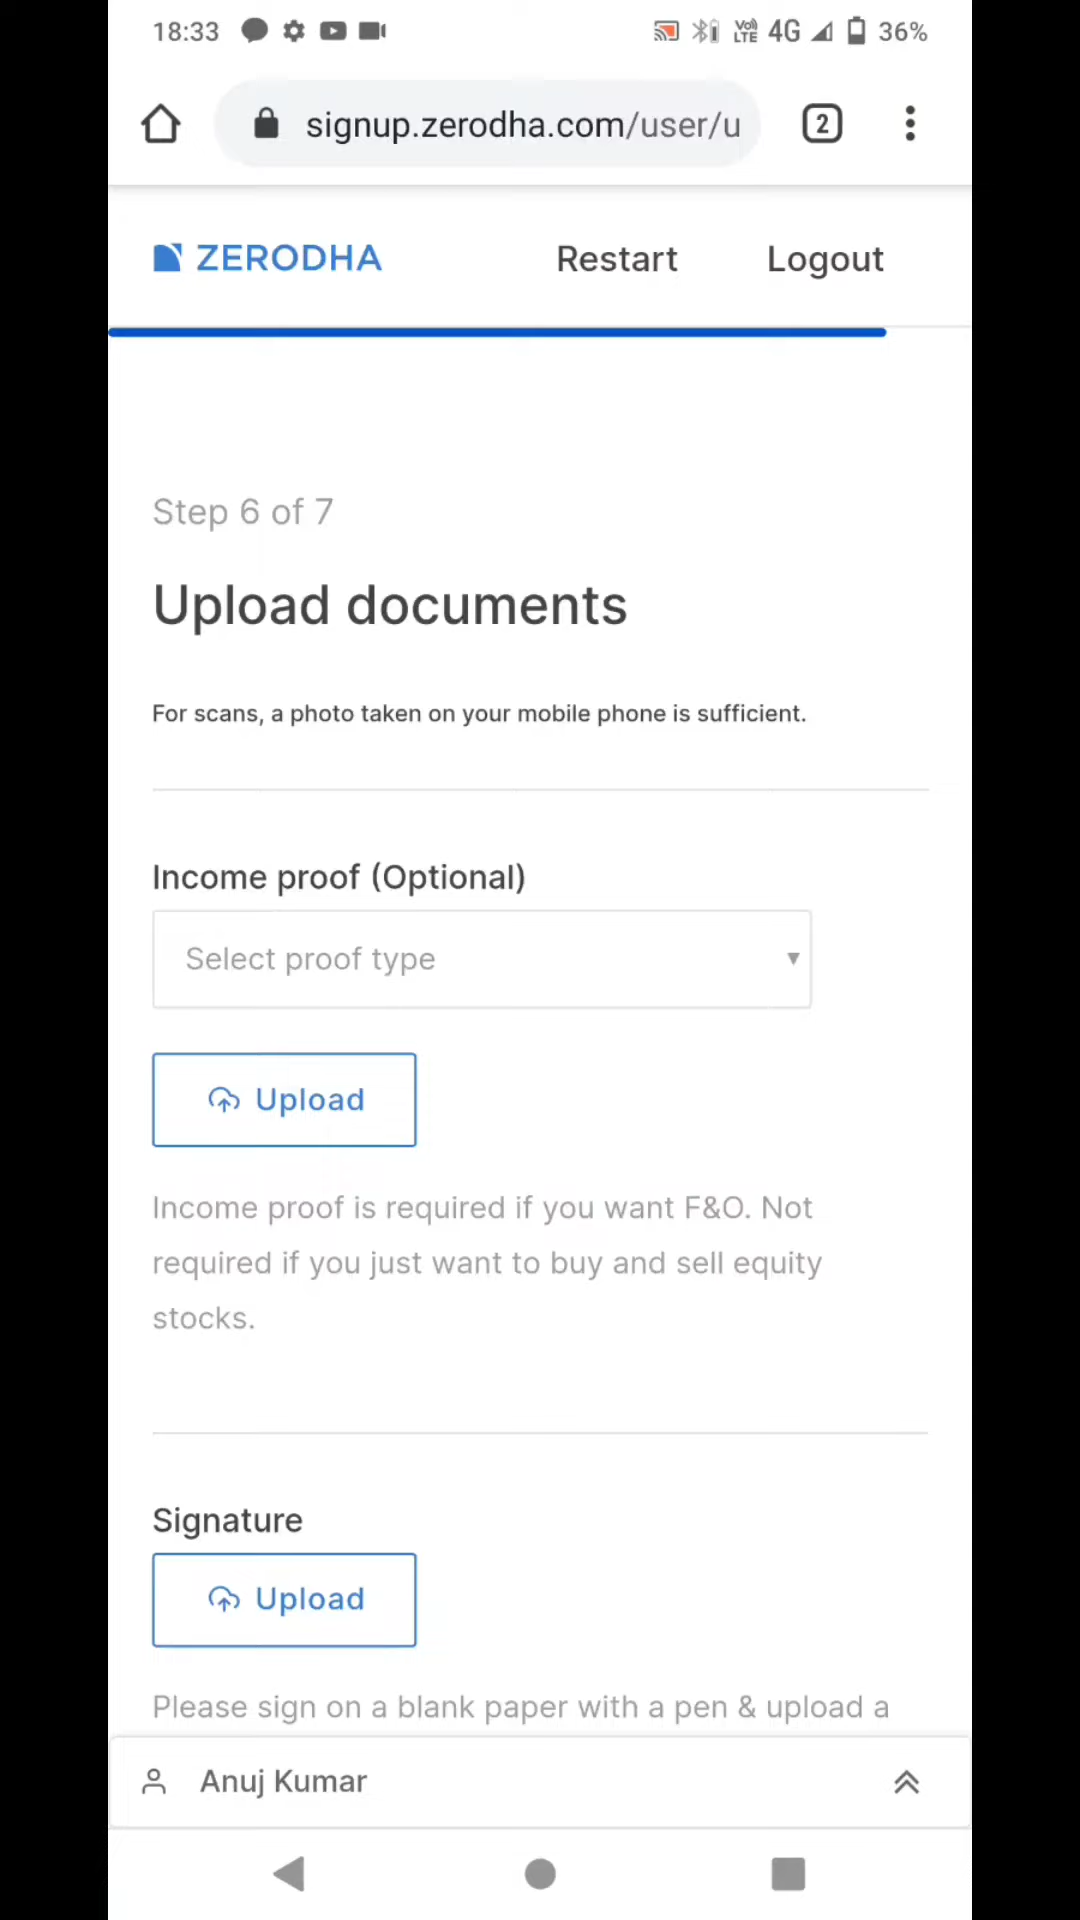 18:33 VoLTE 4G 36%
signup.zerodha.com/user/u 2
ZERODHA Restart Logout
Step 6 of 7
Upload documents
For scans, a photo taken on your mobile phone is sufficient.
Income proof (Optional)
Select proof type
Upload
Income proof is required if you want F&O. Not
required if you just want to buy and sell equity
stocks.
Signature
Upload
Please sign on a blank paper with a pen & upload a
Anuj Kumar